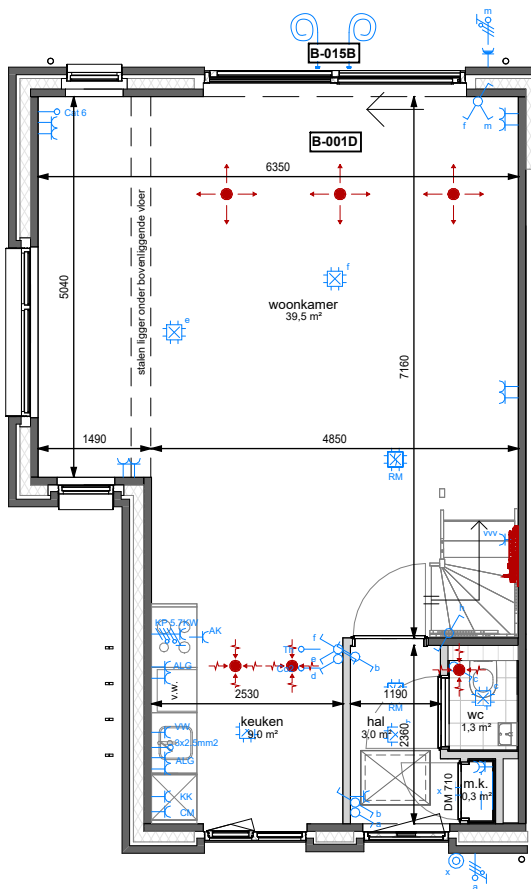 m
B-015B
Cat 6
f
m
B-001D
6350
5040
stalen ligger onder bovenliggende vloer
f
woonkamer
39,5 m²
e
7160
1490
4850
RM
vvv
KP 5.7KW
AK
h
f
e
d
b
ALG
v.w.
c
2530
1190
RM
keuken
9,0 m²
hal
3,0 m²
2360
wc
1,3 m²
VW
8x2.5mm2
ALG
KK
CM
DM 710
x
m.k.
0,3 m²
b
a
x
a